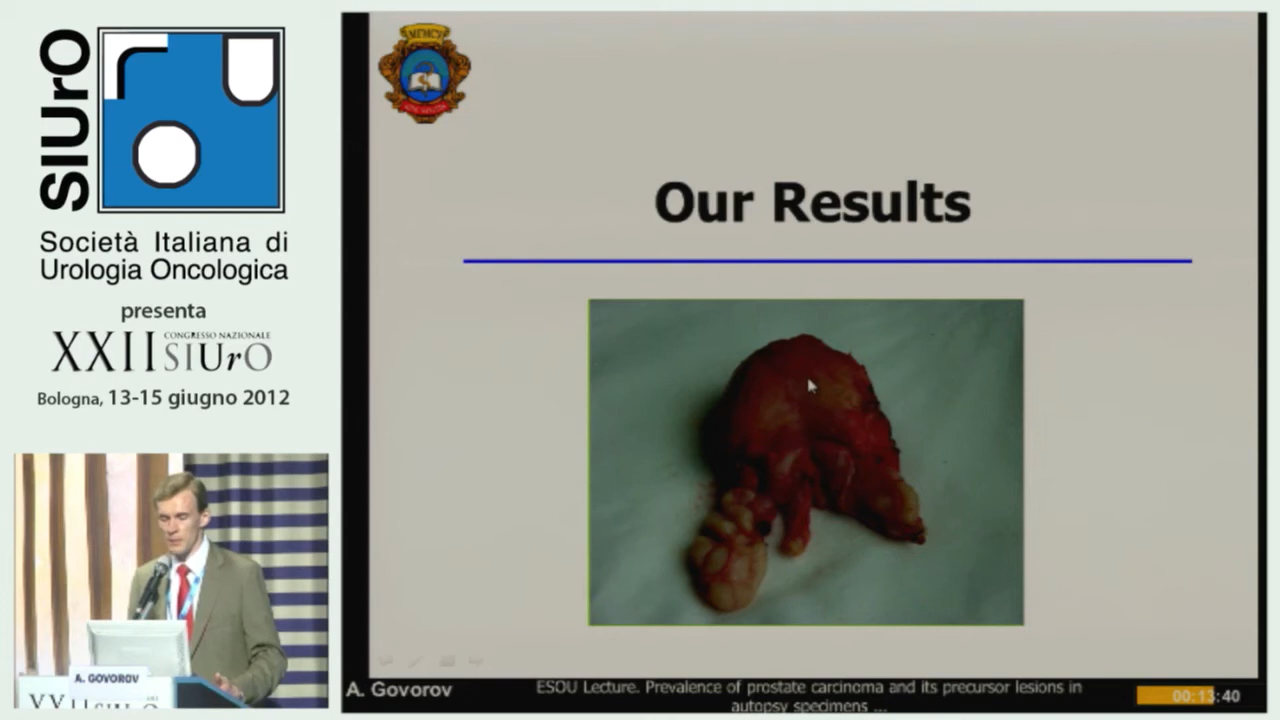 SIUrO
Società Italiana di
Urologia Oncologica
presenta
XXII CONGRESSO NAZIONALE
SIUrO
Bologna, 13-15 giugno 2012
Our Results
A. GOVOROV
A. Govorov
ESOU Lecture. Prevalence of prostate carcinoma and its precursor lesions in
autopsy specimens ...
00:13:40